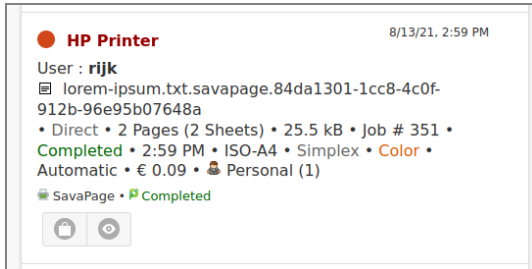 HP Printer 8/13/21, 2:59 PM
User : rijk
lorem-ipsum.txt.savapage.84da1301-1cc8-4c0f-
912b-96e95b07648a
• Direct • 2 Pages (2 Sheets) • 25.5 kB • Job # 351 •
Completed • 2:59 PM • ISO-A4 • Simplex • Color •
Automatic • € 0.09 • Personal (1)
SavaPage • Completed